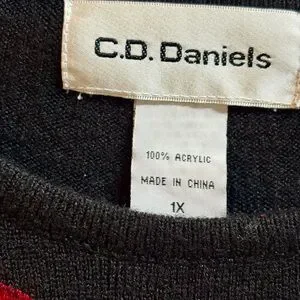 C.D. Daniels
100% ACRYLIC
MADE IN CHINA
1X